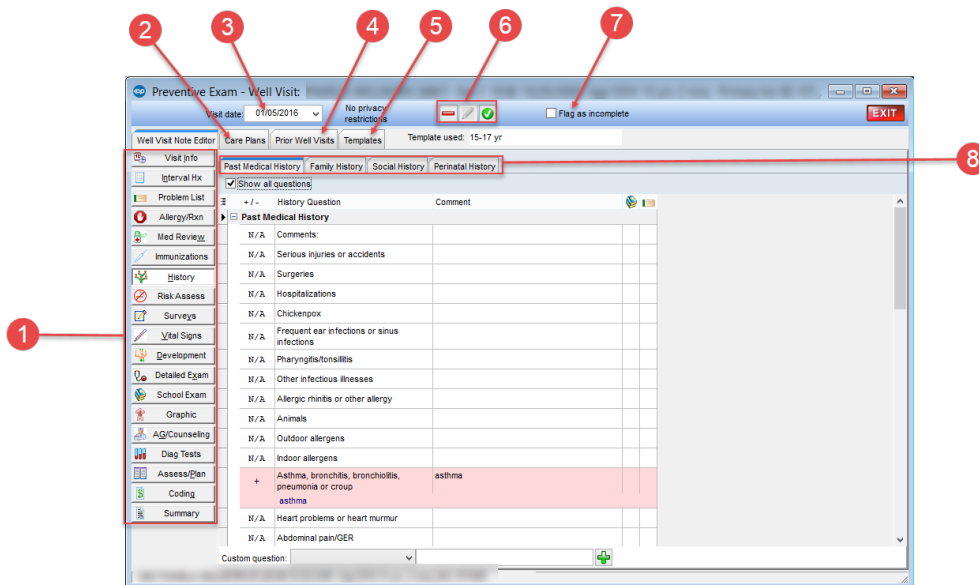 2
3
4
5
6
7
Preventive Exam - Well Visit:
Visit date: 01/05/2016
No privacy
restrictions
Flag as incomplete
EXIT
Well Visit Note Editor
Care Plans
Prior Well Visits
Templates
Template used: 15-17 yr
8
1
Visit Info
Interval Hx
Problem List
Allergy/Rxn
Med Review
Immunizations
History
Risk Assess
Surveys
Vital Signs
Development
Detailed Exam
School Exam
Graphic
AG/Counseling
Diag Tests
Assess/Plan
Coding
Summary
Past Medical History
Family History
Social History
Perinatal History
Show all questions
+ / - History Question Comment
Past Medical History
N/A Comments:
N/A Serious injuries or accidents
N/A Surgeries
N/A Hospitalizations
N/A Chickenpox
N/A Frequent ear infections or sinus
infections
N/A Pharyngitis/tonsillitis
N/A Other infectious illnesses
N/A Allergic rhinitis or other allergy
N/A Animals
N/A Outdoor allergens
N/A Indoor allergens
+ Asthma, bronchitis, bronchiolitis, asthma
pneumonia or croup
asthma
N/A Heart problems or heart murmur
N/A Abdominal pain/GER
Custom question: